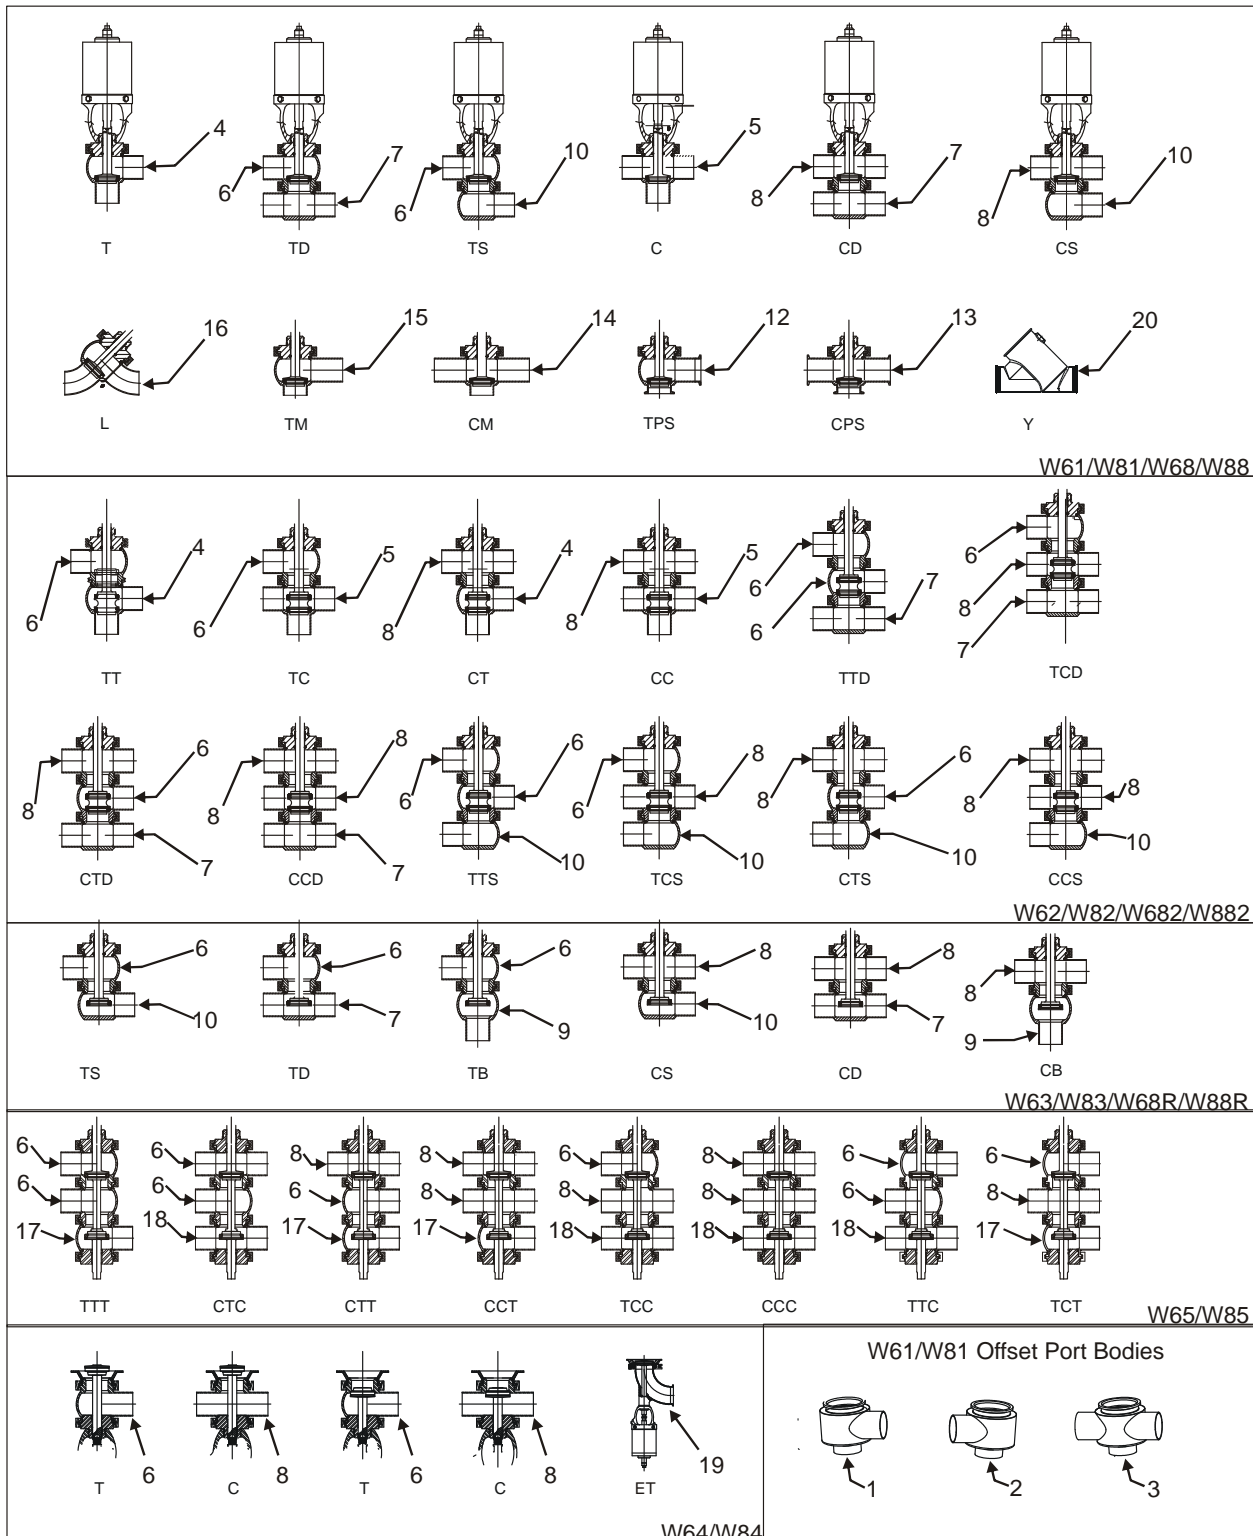 4 7 10 5 7 10
6 6 8 8
T TD TS C CD CS
16 15 14 12 13 20
L TM CM TPS CPS Y
W61/W81/W68/W88
6 4 6 5 8 4 8 5 6 6 7 6 8 7
TT TC CT CC TTD TCD
8 6 7 8 8 7 6 6 10 6 8 10 8 6 10 8 8 10
CTD CCD TTS TCS CTS CCS
W62/W82/W682/W882
6 10 6 7 6 9 8 10 8 7 8 9
TS TD TB CS CD CB
W63/W83/W68R/W88R
6 6 8 8 6 8 6 6
6 6 6 8 8 8 6 8
17 18 17 17 18 18 18 17
TTT CTC CTT CCT TCC CCC TTC TCT
W65/W85
6 8 6 8 19
T C T C ET
W64/W84
W61/W81 Offset Port Bodies
1 2 3